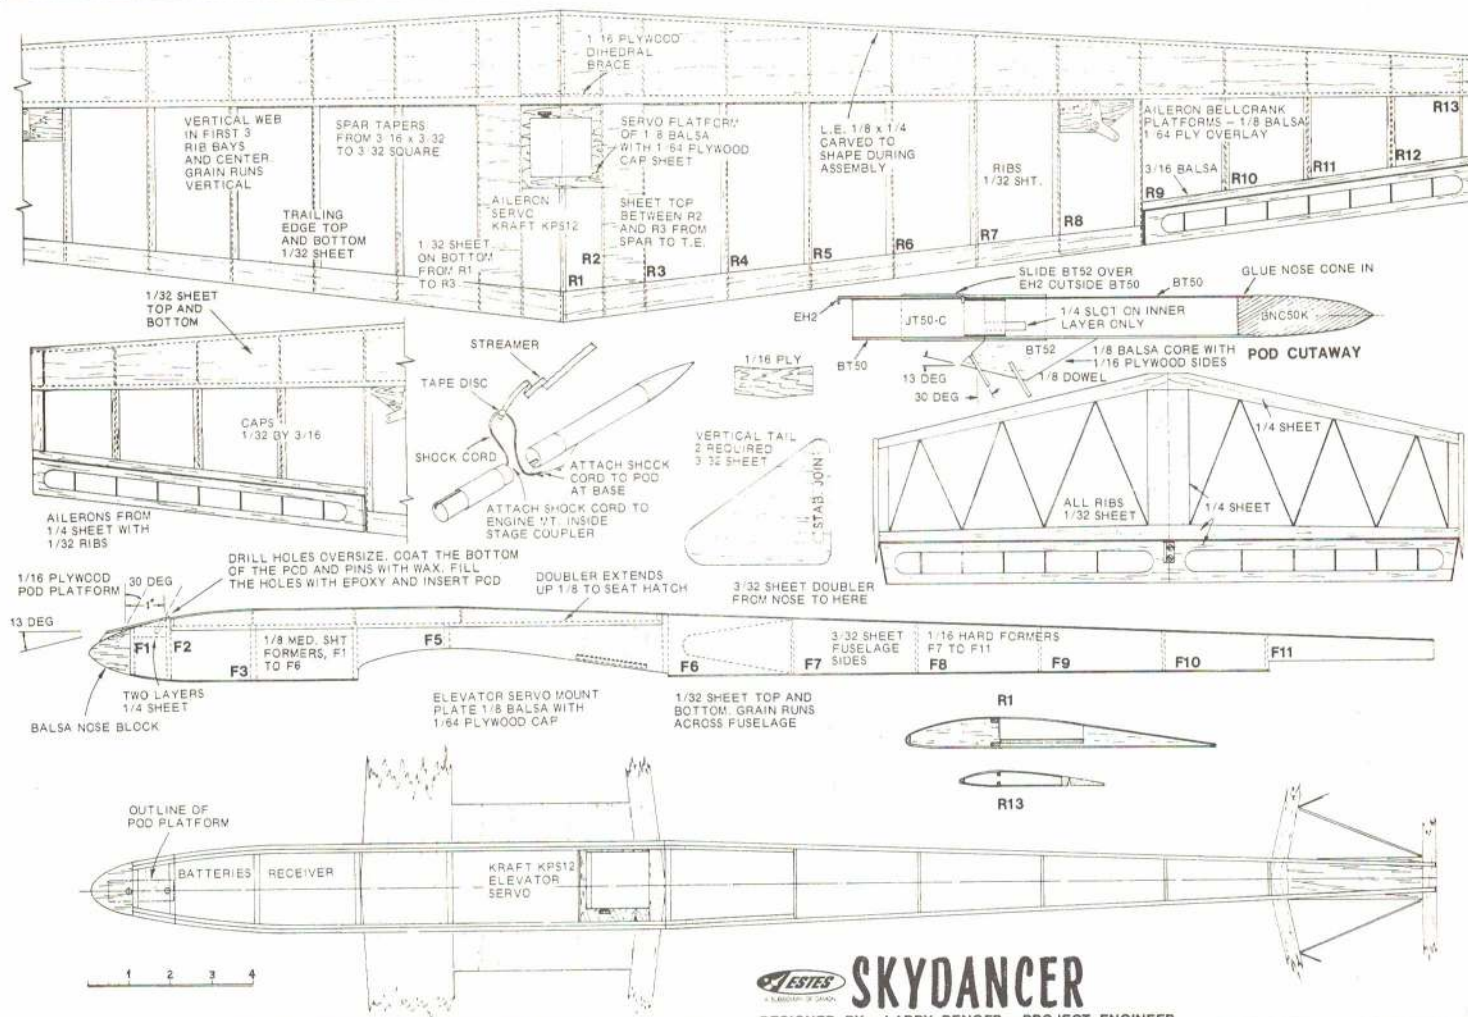 1/16 PLYWOOD
DIHEDRAL
BRACE
VERTICAL WEB
IN FIRST 3
RIB BAYS
AND CENTER.
GRAIN RUNS
VERTICAL
SPAR TAPERS
FROM 3/16 x 3/32
TO 3/32 SQUARE
SERVO PLATFORM
OF 1/8 BALSA
WITH 1/64 PLYWOOD
CAP SHEET
L.E. 1/8 x 1/4
CARVED TO
SHAPE DURING
ASSEMBLY
AILERON BELLCRANK
PLATFORMS - 1/8 BALSA
1/64 PLY OVERLAY
R13
RIBS
1/32 SHT.
3/16 BALSA
R12
R11
R10
R9
R8
R7
R6
R5
R4
R3
R2
R1
TRAILING
EDGE TOP
AND BOTTOM
1/32 SHEET
AILERON
SERVO
KRAFT KPS12
SHEET TOP
BETWEEN R2
AND R3 FROM
SPAR TO T.E.
1/32 SHEET
ON BOTTOM
FROM R1
TO R3
1/32 SHEET
TOP AND
BOTTOM
CAPS
1/32 BY 3/16
AILERONS FROM
1/4 SHEET WITH
1/32 RIBS
STREAMER
TAPE DISC
SHOCK CORD
ATTACH SHOCK
CORD TO POD
AT BASE
ATTACH SHOCK CORD TO
ENGINE MT. INSIDE
STAGE COUPLER
1/16 PLY
VERTICAL TAIL
2 REQUIRED
3/32 SHEET
STAB JOINT
SLIDE BT52 OVER
EH2 OUTSIDE BT50
BT50
GLUE NOSE CONE IN
EH2
JT50-C
1/4 SLOT ON INNER
LAYER ONLY
BNC50K
BT50
BT52
1/8 BALSA CORE WITH
1/16 PLYWOOD SIDES
POD CUTAWAY
13 DEG
30 DEG
1/8 DOWEL
1/4 SHEET
ALL RIBS
1/32 SHEET
1/4 SHEET
DRILL HOLES OVERSIZE. COAT THE BOTTOM
OF THE POD AND PINS WITH WAX. FILL
THE HOLES WITH EPOXY AND INSERT POD
1/16 PLYWOOD
POD PLATFORM
30 DEG
1"
13 DEG
DOUBLER EXTENDS
UP 1/8 TO SEAT HATCH
3/32 SHEET DOUBLER
FROM NOSE TO HERE
F1
F2
F3
1/8 MED. SHT
FORMERS, F1
TO F6
F5
F6
F7
3/32 SHEET
FUSELAGE
SIDES
1/16 HARD FORMERS
F7 TO F11
F8
F9
F10
F11
TWO LAYERS
1/4 SHEET
BALSA NOSE BLOCK
ELEVATOR SERVO MOUNT
PLATE 1/8 BALSA WITH
1/64 PLYWOOD CAP
1/32 SHEET TOP AND
BOTTOM. GRAIN RUNS
ACROSS FUSELAGE
R1
R13
OUTLINE OF
POD PLATFORM
BATTERIES
RECEIVER
KRAFT KPS12
ELEVATOR
SERVO
1 2 3 4
ESTES
A SUBSIDIARY OF DAMON
SKYDANCER
DESIGNED BY - LARRY RENGER - PROJECT ENGINEER